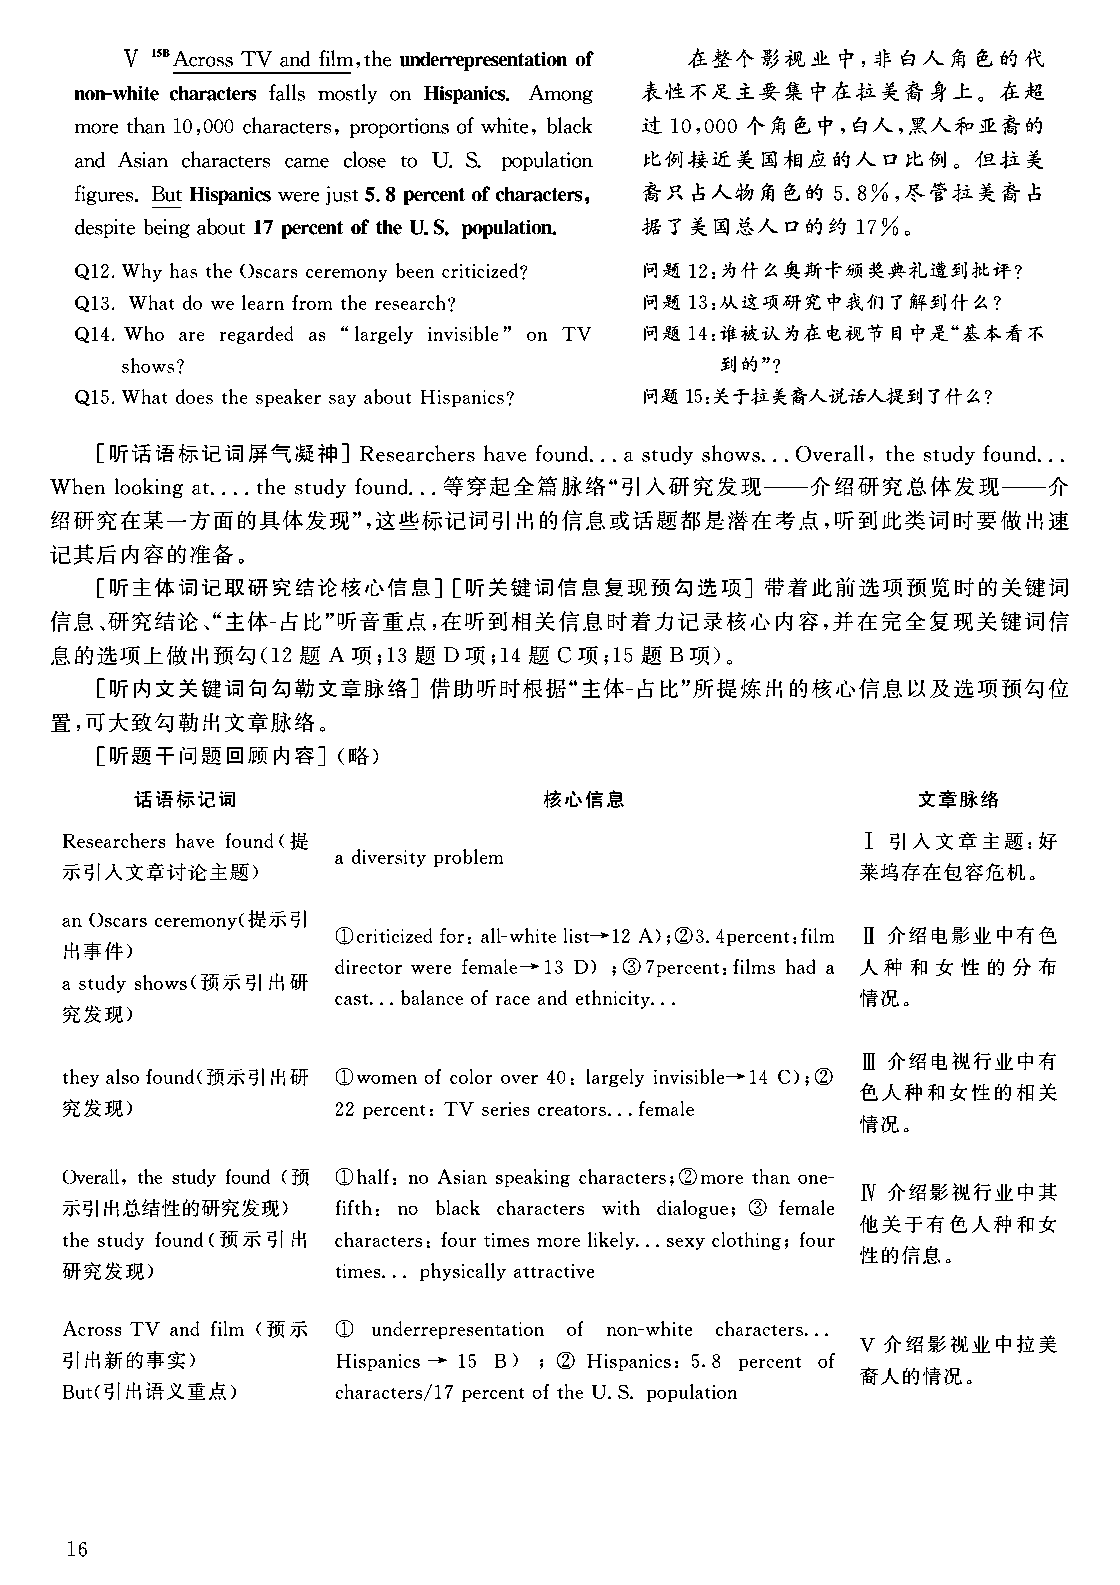 Ⅴ 15B Across TV and film,the underrepresentation of
non-white characters falls mostly on Hispanics. Among
more than 10,000 characters, proportions of white, black
and Asian characters came close to U. S. population
figures. But Hispanics were just 5. 8 percent of characters,
despite being about 17 percent of the U. S. population.
在整个影视业中,非白人角色的代
表性不足主要集中在拉美裔身上。在超
过 10,000 个角色中,白人,黑人和亚裔的
比例接近美国相应的人口比例。但拉美
裔只占人物角色的 5. 8%,尽管拉美裔占
据了美国总人口的约 17%。
Q12. Why has the Oscars ceremony been criticized?
Q13. What do we learn from the research?
Q14. Who are regarded as “largely invisible” on TV
shows?
Q15. What does the speaker say about Hispanics?
问题 12:为什么奥斯卡颁奖典礼遭到批评?
问题 13:从这项研究中我们了解到什么?
问题 14:谁被认为在电视节目中是“基本看不
到的”?
问题 15:关于拉美裔人说话人提到了什么?
[听话语标记词屏气凝神] Researchers have found. . . a study shows. . . Overall, the study found. . .
When looking at. . . . the study found. . . 等穿起全篇脉络“引入研究发现——介绍研究总体发现——介
绍研究在某一方面的具体发现”,这些标记词引出的信息或话题都是潜在考点,听到此类词时要做出速
记其后内容的准备。
[听主体词记取研究结论核心信息][听关键词信息复现预勾选项] 带着此前选项预览时的关键词
信息、研究结论、“主体-占比”听音重点,在听到相关信息时着力记录核心内容,并在完全复现关键词信
息的选项上做出预勾(12 题 A 项;13 题 D 项;14 题 C 项;15 题 B 项)。
[听内文关键词句勾勒文章脉络] 借助听时根据“主体-占比”所提炼出的核心信息以及选项预勾位
置,可大致勾勒出文章脉络。
[听题干问题回顾内容](略)
话语标记词 核心信息 文章脉络
Researchers have found(提
示引入文章讨论主题)
a diversity problem
Ⅰ 引入文章主题:好
莱坞存在包容危机。
an Oscars ceremony(提示引
出事件)
a study shows(预示引出研
究发现)
①criticized for: all-white list→12 A);②3. 4percent:film
director were female→13 D) ;③7percent:films had a
cast. . . balance of race and ethnicity. . .
Ⅱ 介绍电影业中有色
人种和女性的分布
情况。
they also found(预示引出研
究发现)
①women of color over 40: largely invisible→14 C);②
22 percent: TV series creators. . . female
Ⅲ 介绍电视行业中有
色人种和女性的相关
情况。
Overall, the study found (预
示引出总结性的研究发现)
the study found(预示引出
研究发现)
①half: no Asian speaking characters;②more than one-
fifth: no black characters with dialogue; ③ female
characters: four times more likely. . . sexy clothing; four
times. . . physically attractive
Ⅳ 介绍影视行业中其
他关于有色人种和女
性的信息。
Across TV and film (预示
引出新的事实)
But(引出语义重点)
① underrepresentation of non-white characters. . .
Hispanics → 15 B) ; ② Hispanics: 5. 8 percent of
characters/17 percent of the U. S. population
Ⅴ 介绍影视业中拉美
裔人的情况。
16